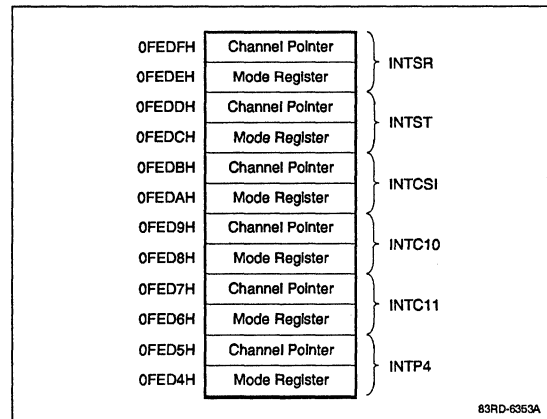 0FEDFH Channel Pointer
0FEDEH Mode Register
INTSR
0FEDDH Channel Pointer
0FEDCH Mode Register
INTST
0FEDBH Channel Pointer
0FEDAH Mode Register
INTCSI
0FED9H Channel Pointer
0FED8H Mode Register
INTC10
0FED7H Channel Pointer
0FED6H Mode Register
INTC11
0FED5H Channel Pointer
0FED4H Mode Register
INTP4
83RD-6353A